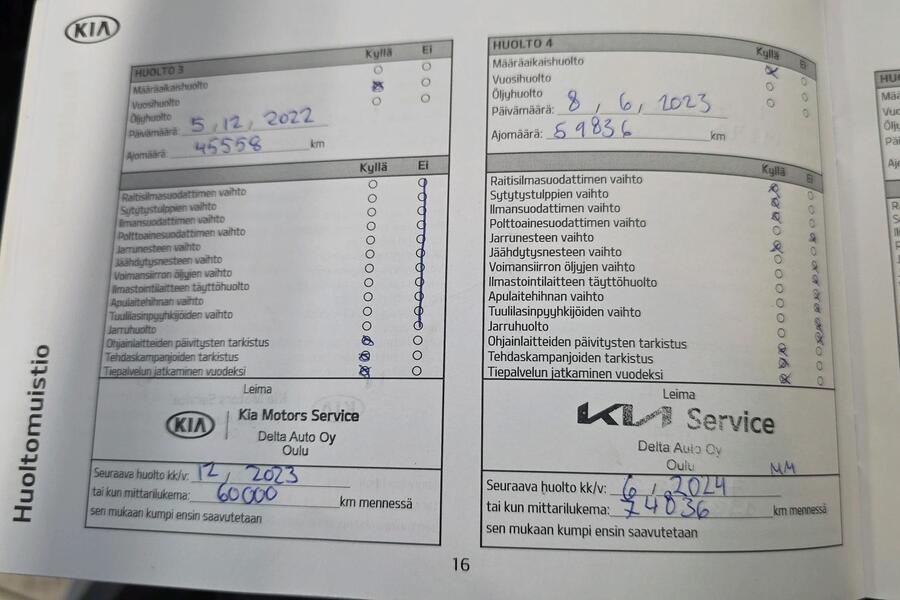 KIA
HUOLTO 3 Kyllä Ei
Määräaikaishuolto
Vuosihuolto
Öljyhuolto
Päivämäärä: 5, 12, 2022
Ajomäärä: 45558 km
Kyllä Ei
Raitisilmasuodattimen vaihto
Sytytystulppien vaihto
Ilmansuodattimen vaihto
Polttoainesuodattimen vaihto
Jarrunesteen vaihto
Jäähdytysnesteen vaihto
Voimansiirron öljyjen vaihto
Ilmastointilaitteen täyttöhuolto
Apulaitehihnan vaihto
Tuulilasinpyyhkijöiden vaihto
Jarruhuolto
Ohjainlaitteiden päivitysten tarkistus
Tehdaskampanjoiden tarkistus
Tiepalvelun jatkaminen vuodeksi
Leima
KIA Kia Motors Service
Delta Auto Oy
Oulu
Seuraava huolto kk/v: 12, 2023
tai kun mittarilukema: 60000 km mennessä
sen mukaan kumpi ensin saavutetaan
HUOLTO 4 Kyllä Ei
Määräaikaishuolto
Vuosihuolto
Öljyhuolto
Päivämäärä: 8, 6, 2023
Ajomäärä: 59836 km
Kyllä Ei
Raitisilmasuodattimen vaihto
Sytytystulppien vaihto
Ilmansuodattimen vaihto
Polttoainesuodattimen vaihto
Jarrunesteen vaihto
Jäähdytysnesteen vaihto
Voimansiirron öljyjen vaihto
Ilmastointilaitteen täyttöhuolto
Apulaitehihnan vaihto
Tuulilasinpyyhkijöiden vaihto
Jarruhuolto
Ohjainlaitteiden päivitysten tarkistus
Tehdaskampanjoiden tarkistus
Tiepalvelun jatkaminen vuodeksi
Leima
KIA Service
Delta Auto Oy
Oulu MM
Seuraava huolto kk/v: 6, 2024
tai kun mittarilukema: 74836 km mennessä
sen mukaan kumpi ensin saavutetaan
Huoltomuistio
16